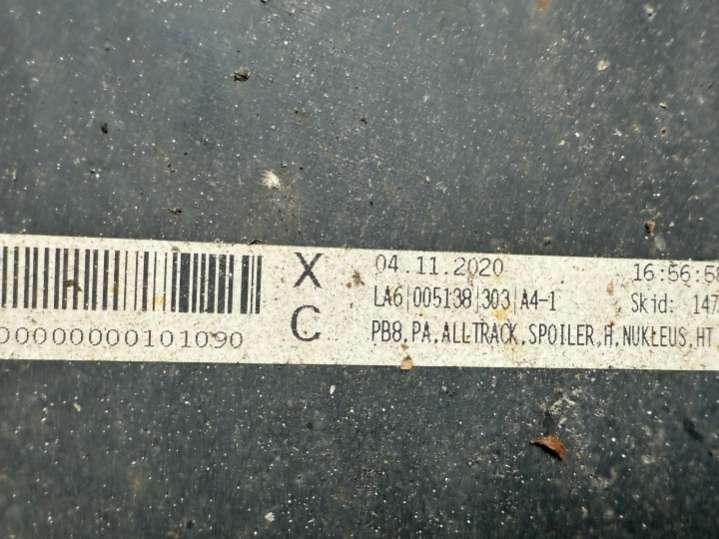 X 04.11.2020 16:56:5
LA6|005138|303|A4-1 Skid: 147
00000000101090 C PB8,PA,ALLTRACK,SPOILER,H,NUKLEUS,HT